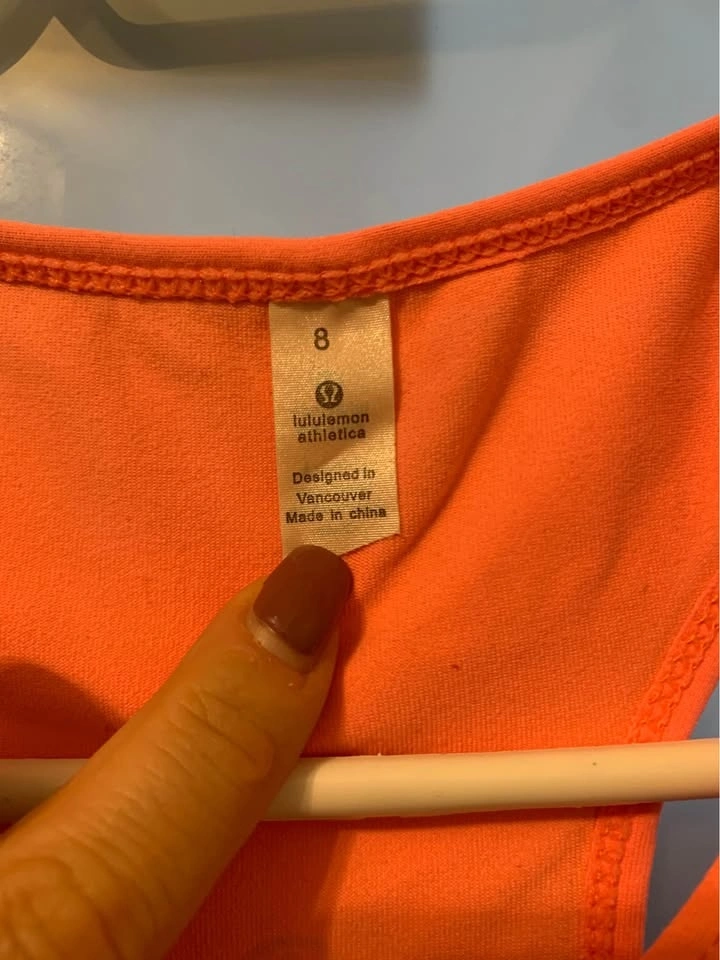 8
lululemon
athletica
Designed in
Vancouver
Made in china